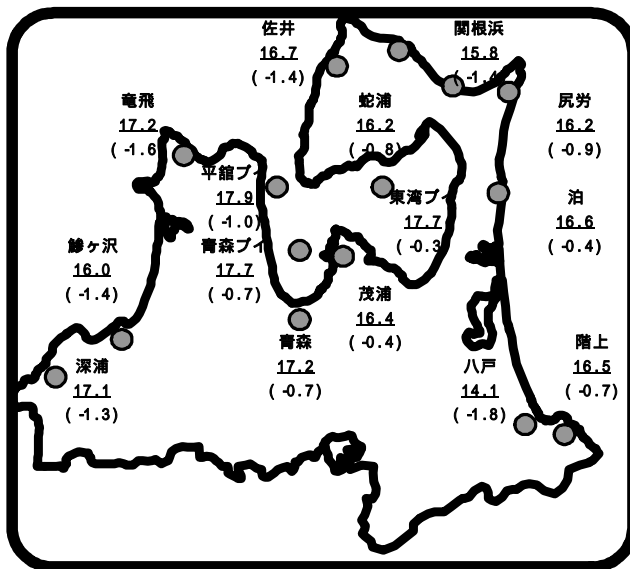 佐井
16.7
( -1.4)
関根浜
15.8
( -1.4)
竜飛
17.2
( -1.6
蛇浦
16.2
( -0.8)
尻労
16.2
( -0.9)
平舘ブイ
17.9
( -1.0)
東湾ブイ
17.7
( -0.3
泊
16.6
( -0.4)
鰺ヶ沢
16.0
( -1.4)
青森ブイ
17.7
( -0.7)
茂浦
16.4
( -0.4)
青森
17.2
( -0.7)
深浦
17.1
( -1.3)
八戸
14.1
( -1.8)
階上
16.5
( -0.7)